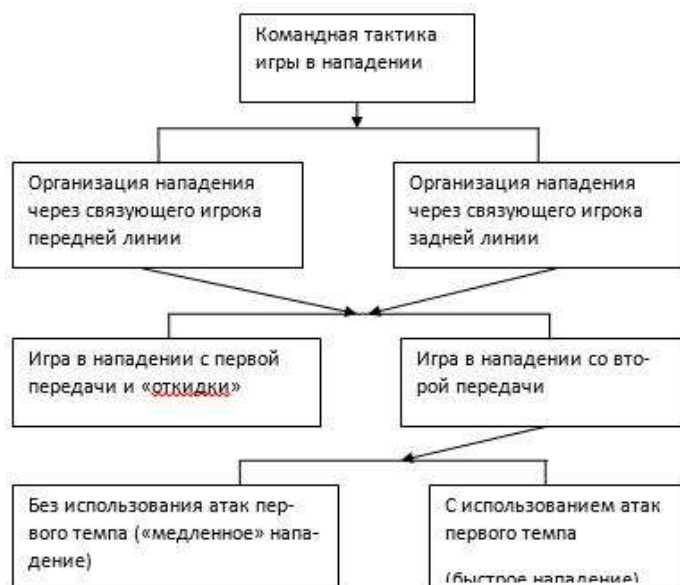 Командная тактика
игры в нападении
Организация нападения
через связующего игрока
передней линии
Организация нападения
через связующего игрока
задней линии
Игра в нападении с первой
передачи и «откидки»
Игра в нападении со вто-
рой передачи
Без использования атак пер-
вого темпа («медленное» напа-
дение)
С использованием атак
первого темпа
(быстрое нападение)